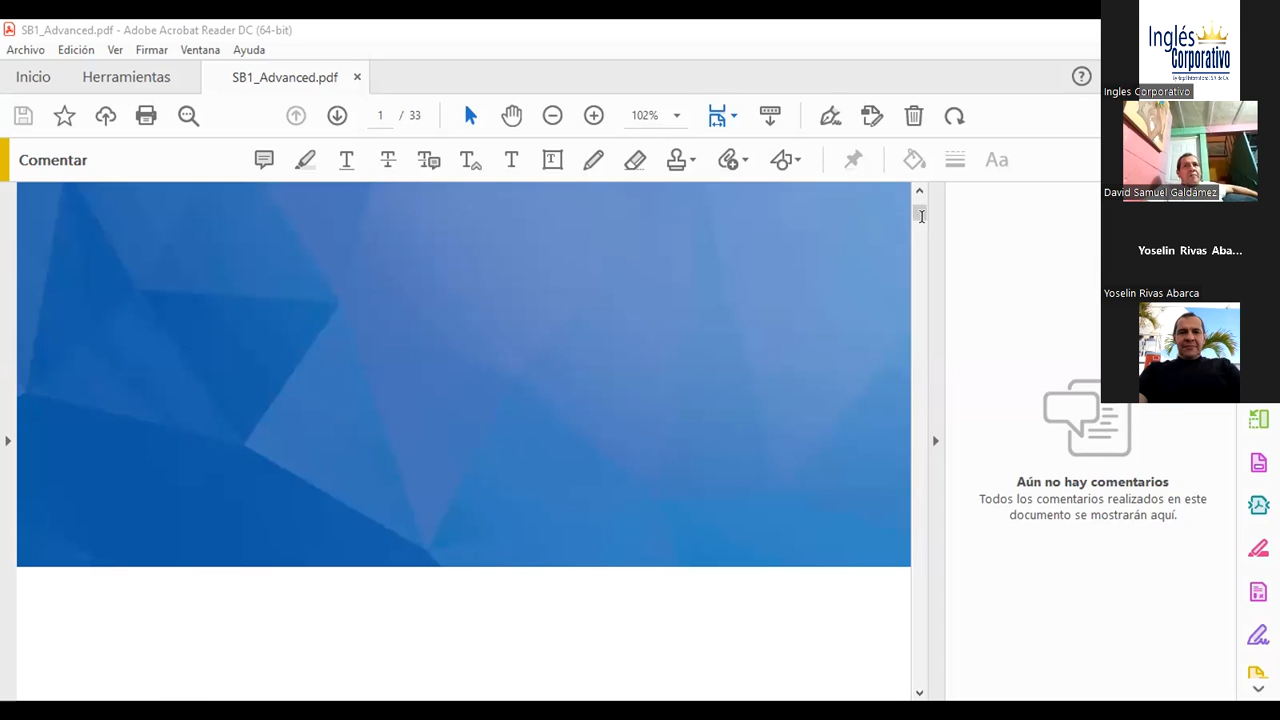 SB1_Advanced.pdf - Adobe Acrobat Reader DC (64-bit)
Archivo Edición Ver Firmar Ventana Ayuda
Inicio Herramientas SB1_Advanced.pdf ×
1 / 33 102%
Comentar
Aa
Aún no hay comentarios
Todos los comentarios realizados en este
documento se mostrarán aquí.
Inglés
Corporativo
Ingles Corporativo
David Samuel Galdámez
Yoselin Rivas Aba...
Yoselin Rivas Abarca